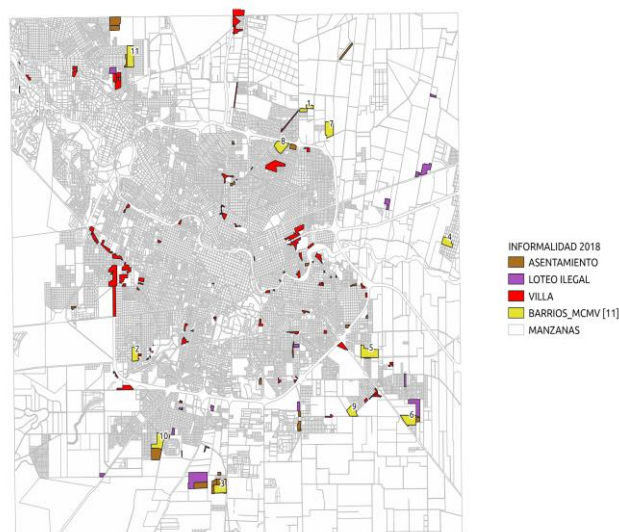 11
1
7
8
4
2
5
9
6
10
3
INFORMALIDAD 2018
ASENTAMIENTO
LOTEO ILEGAL
VILLA
BARRIOS_MCMV [11]
MANZANAS